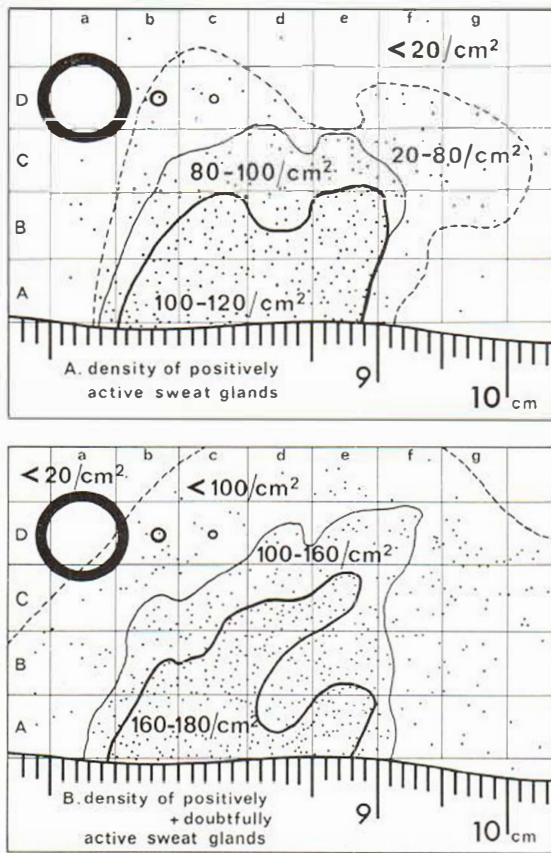 a b c d e f g
<20/cm²
D
C
80-100/cm²
20-80/cm²
B
A
100-120/cm²
A. density of positively
active sweat glands
9
10 cm
a b c d e f g
<20/cm²
<100/cm²
D
100-160/cm²
C
B
A
160-180/cm²
B. density of positively
+ doubtfully
active sweat glands
9
10 cm